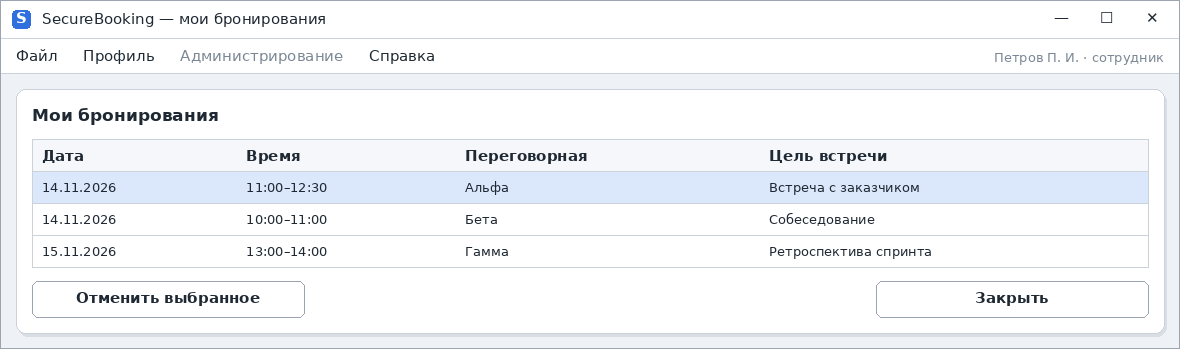 S SecureBooking — мои бронирования
Файл Профиль Администрирование Справка Петров П. И. · сотрудник
Мои бронирования
Дата Время Переговорная Цель встречи
14.11.2026 11:00–12:30 Альфа Встреча с заказчиком
14.11.2026 10:00–11:00 Бета Собеседование
15.11.2026 13:00–14:00 Гамма Ретроспектива спринта
Отменить выбранное Закрыть